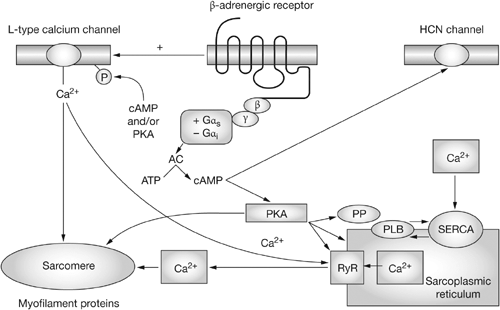 β-adrenergic receptor
L-type calcium channel
HCN channel
+
P
Ca2+
cAMP
and/or
PKA
β
γ
+ Gαs
– Gαi
AC
ATP
cAMP
Ca2+
PKA
PP
PLB
SERCA
Ca2+
Sarcomere
Ca2+
RyR
Ca2+
Sarcoplasmic
reticulum
Myofilament proteins